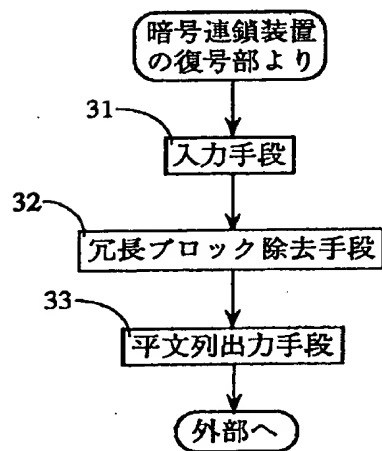 暗号連鎖装置
の復号部より
31
入力手段
32
冗長ブロック除去手段
33
平文列出力手段
外部へ